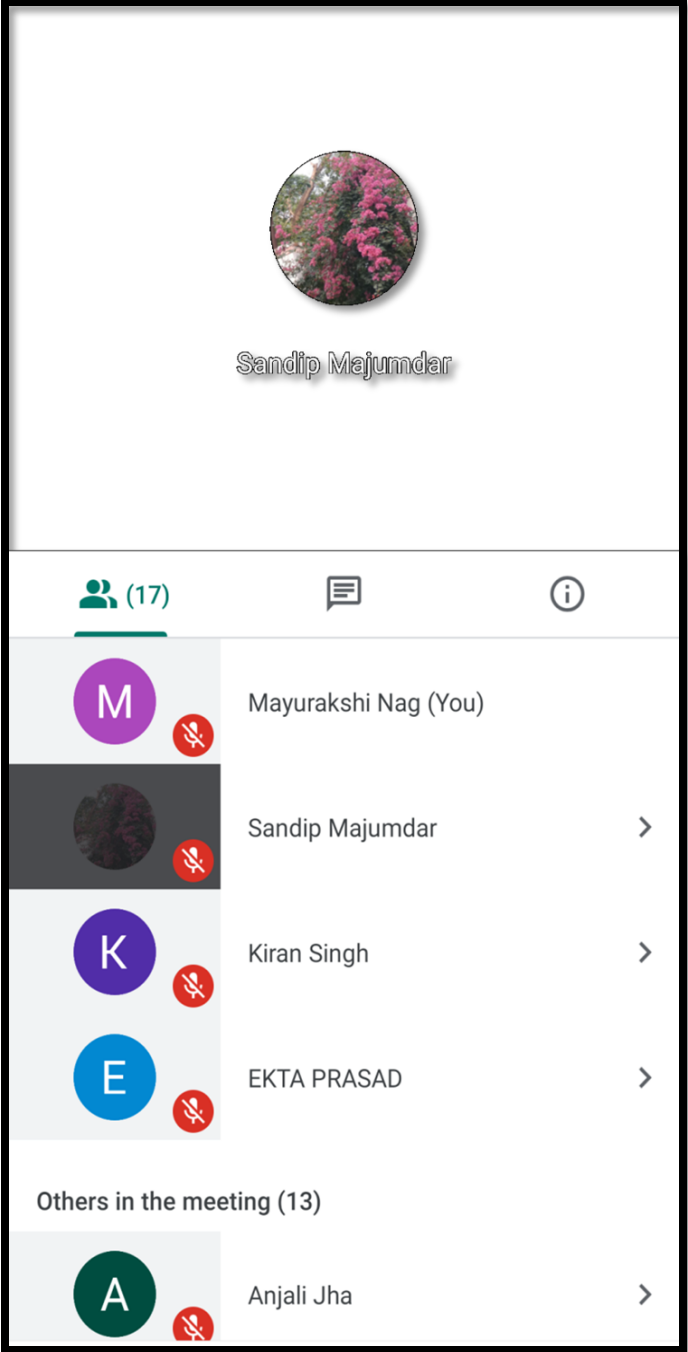 Sandip Majumdar
(17)
M
Mayurakshi Nag (You)
Sandip Majumdar
K
Kiran Singh
E
EKTA PRASAD
Others in the meeting (13)
A
Anjali Jha